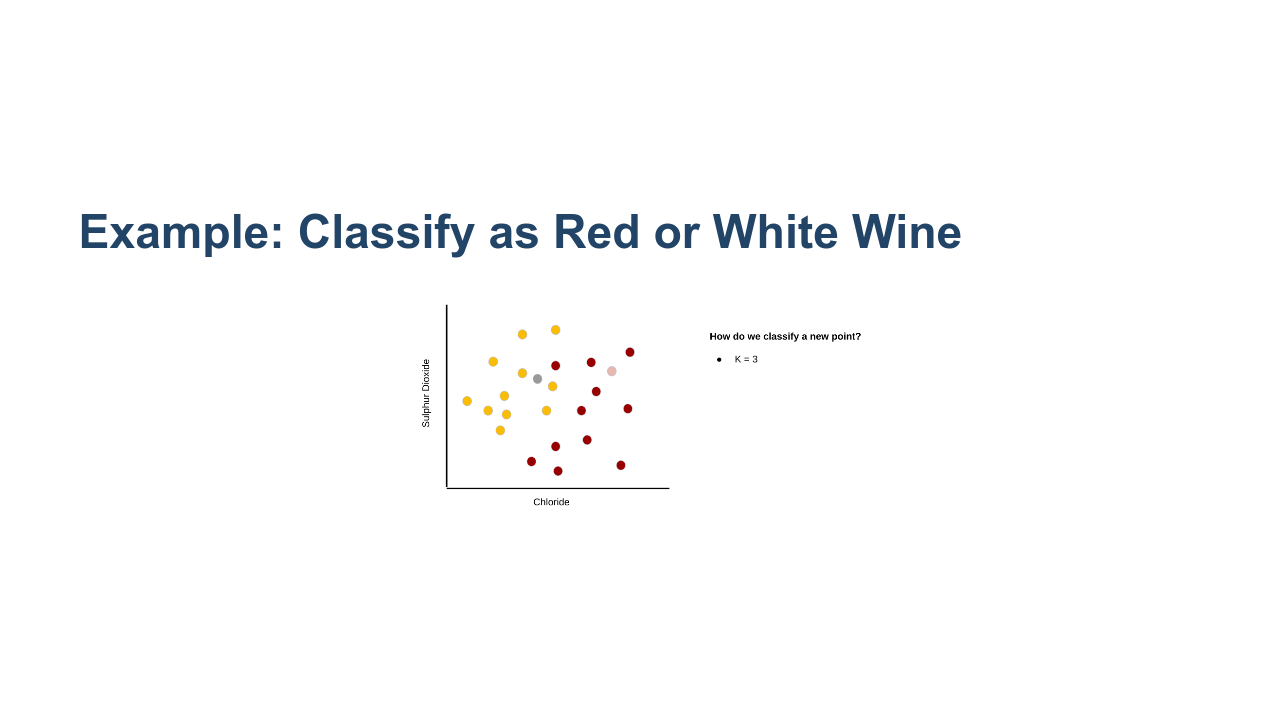 Example: Classify as Red or White Wine
Sulphur Dioxide
Chloride
How do we classify a new point?
● K = 3